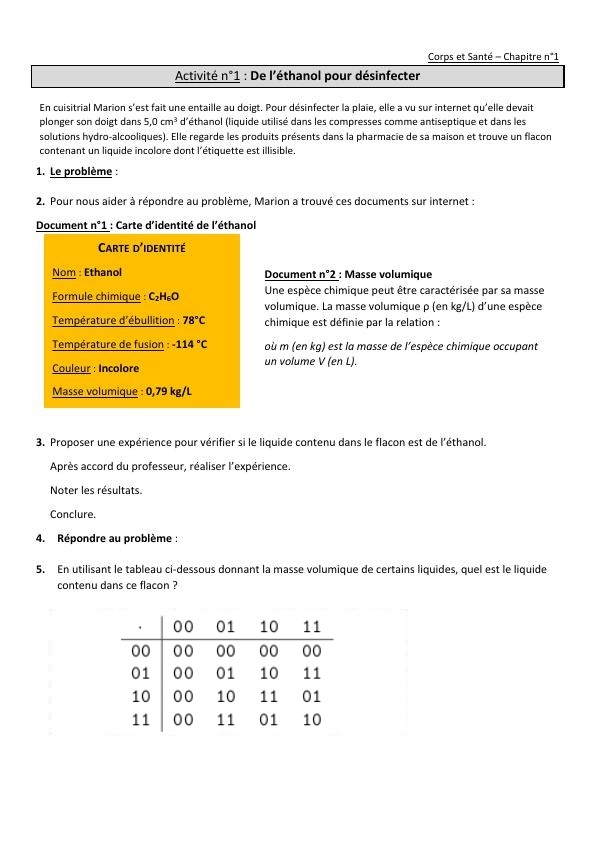 Corps et Santé – Chapitre n°1
Activité n°1 : De l’éthanol pour désinfecter
En cuisitrial Marion s’est fait une entaille au doigt. Pour désinfecter la plaie, elle a vu sur internet qu’elle devait
plonger son doigt dans 5,0 cm³ d’éthanol (liquide utilisé dans les compresses comme antiseptique et dans les
solutions hydro-alcooliques). Elle regarde les produits présents dans la pharmacie de sa maison et trouve un flacon
contenant un liquide incolore dont l’étiquette est illisible.
1. Le problème :
2. Pour nous aider à répondre au problème, Marion a trouvé ces documents sur internet :
Document n°1 : Carte d’identité de l’éthanol
CARTE D’IDENTITÉ
Nom : Ethanol
Formule chimique : C₂H₆O
Température d’ébullition : 78°C
Température de fusion : -114 °C
Couleur : Incolore
Masse volumique : 0,79 kg/L
Document n°2 : Masse volumique
Une espèce chimique peut être caractérisée par sa masse
volumique. La masse volumique ρ (en kg/L) d’une espèce
chimique est définie par la relation :
où m (en kg) est la masse de l’espèce chimique occupant
un volume V (en L).
3. Proposer une expérience pour vérifier si le liquide contenu dans le flacon est de l’éthanol.
Après accord du professeur, réaliser l’expérience.
Noter les résultats.
Conclure.
4. Répondre au problème :
5. En utilisant le tableau ci-dessous donnant la masse volumique de certains liquides, quel est le liquide
contenu dans ce flacon ?
· 00 01 10 11
00 00 00 00 00
01 00 01 10 11
10 00 10 11 01
11 00 11 01 10